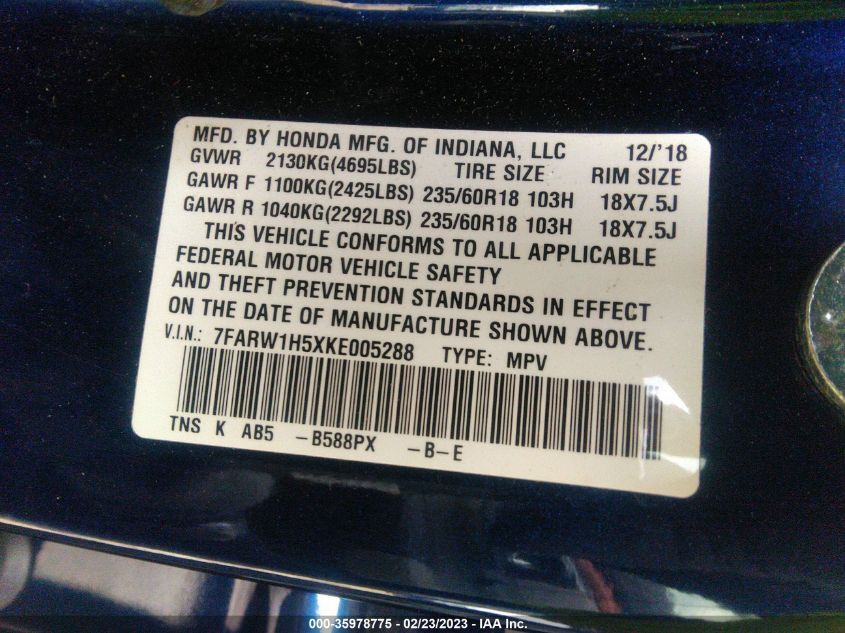 MFD. BY HONDA MFG. OF INDIANA, LLC 12/'18
GVWR 2130KG(4695LBS) TIRE SIZE RIM SIZE
GAWR F 1100KG(2425LBS) 235/60R18 103H 18X7.5J
GAWR R 1040KG(2292LBS) 235/60R18 103H 18X7.5J
THIS VEHICLE CONFORMS TO ALL APPLICABLE
FEDERAL MOTOR VEHICLE SAFETY
AND THEFT PREVENTION STANDARDS IN EFFECT
ON THE DATE OF MANUFACTURE SHOWN ABOVE.
V.I.N.: 7FARW1H5XKE005288 TYPE: MPV
TNS K AB5 -B588PX -B-E
000-35978775 - 02/23/2023 - IAA Inc.